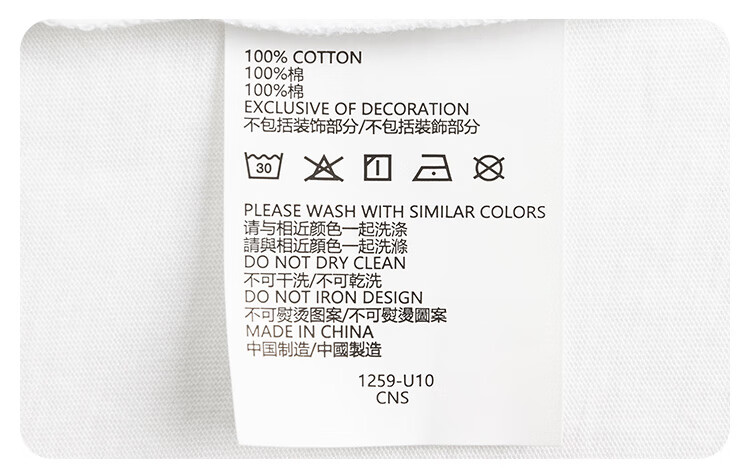 100% COTTON
100%棉
100%棉
EXCLUSIVE OF DECORATION
不包括装饰部分/不包括裝飾部分
30
PLEASE WASH WITH SIMILAR COLORS
请与相近颜色一起洗涤
請與相近顔色一起洗滌
DO NOT DRY CLEAN
不可干洗/不可乾洗
DO NOT IRON DESIGN
不可熨烫图案/不可熨燙圖案
MADE IN CHINA
中国制造/中國製造
1259-U10
CNS